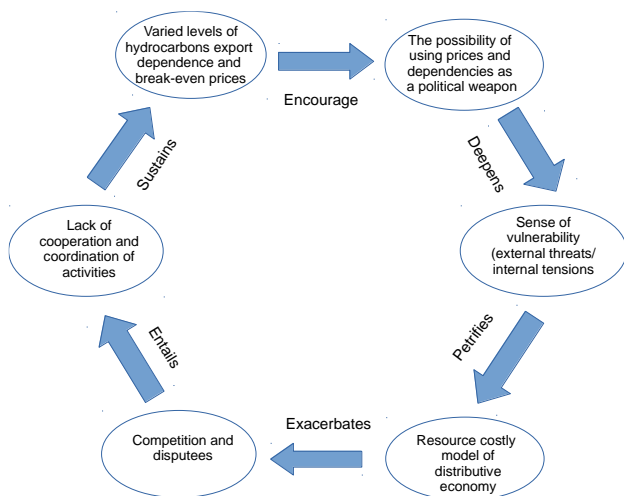 Varied levels of
hydrocarbons export
dependence and
break-even prices
Encourage
The possibility of
using prices and
dependencies as
a political weapon
Deepens
Sense of
vulnerability
(external threats/
internal tensions
Petrifies
Resource costly
model of
distributive
economy
Exacerbates
Competition and
disputees
Entails
Lack of
cooperation and
coordination of
activities
Sustains